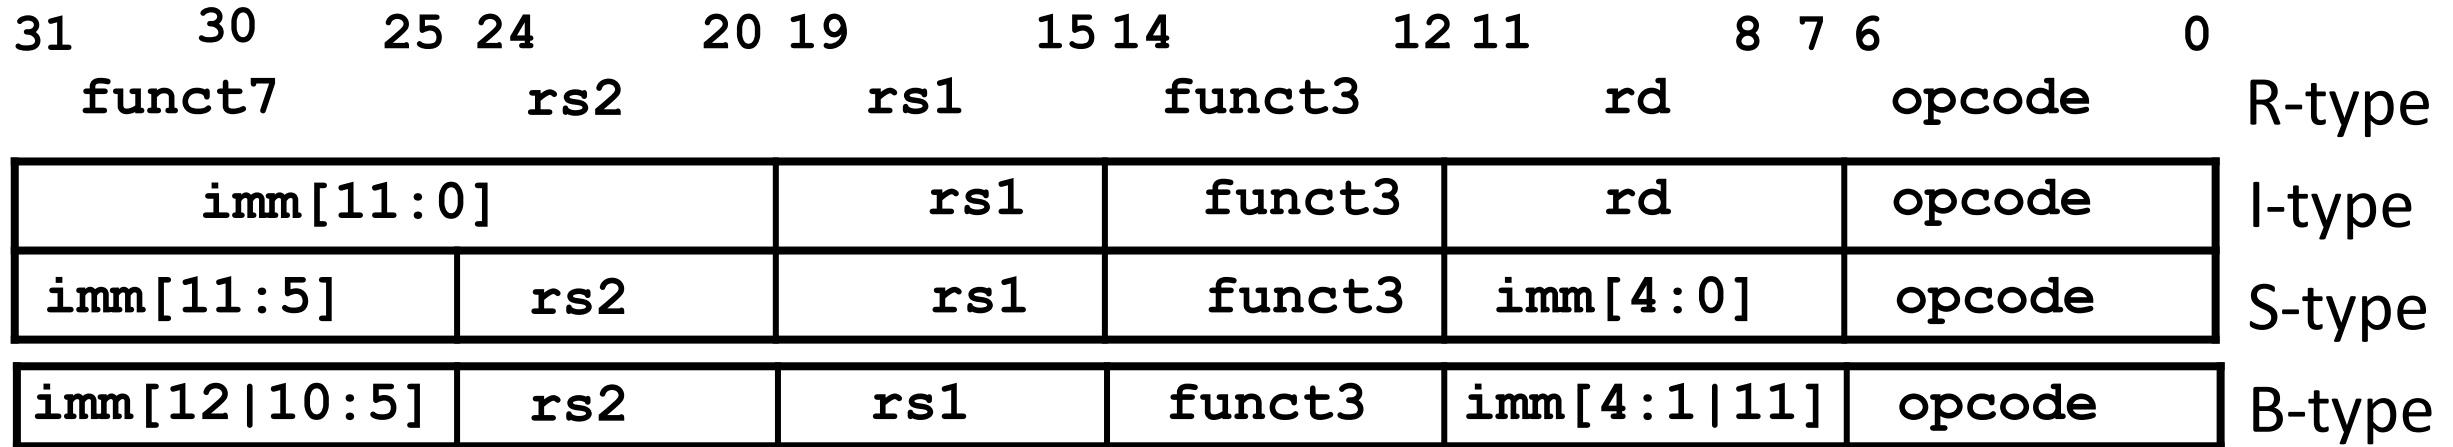 31 30 25 24 20 19 15 14 12 11 8 7 6 0
funct7 rs2 rs1 funct3 rd opcode R-type
imm[11:0] rs1 funct3 rd opcode I-type
imm[11:5] rs2 rs1 funct3 imm[4:0] opcode S-type
imm[12|10:5] rs2 rs1 funct3 imm[4:1|11] opcode B-type